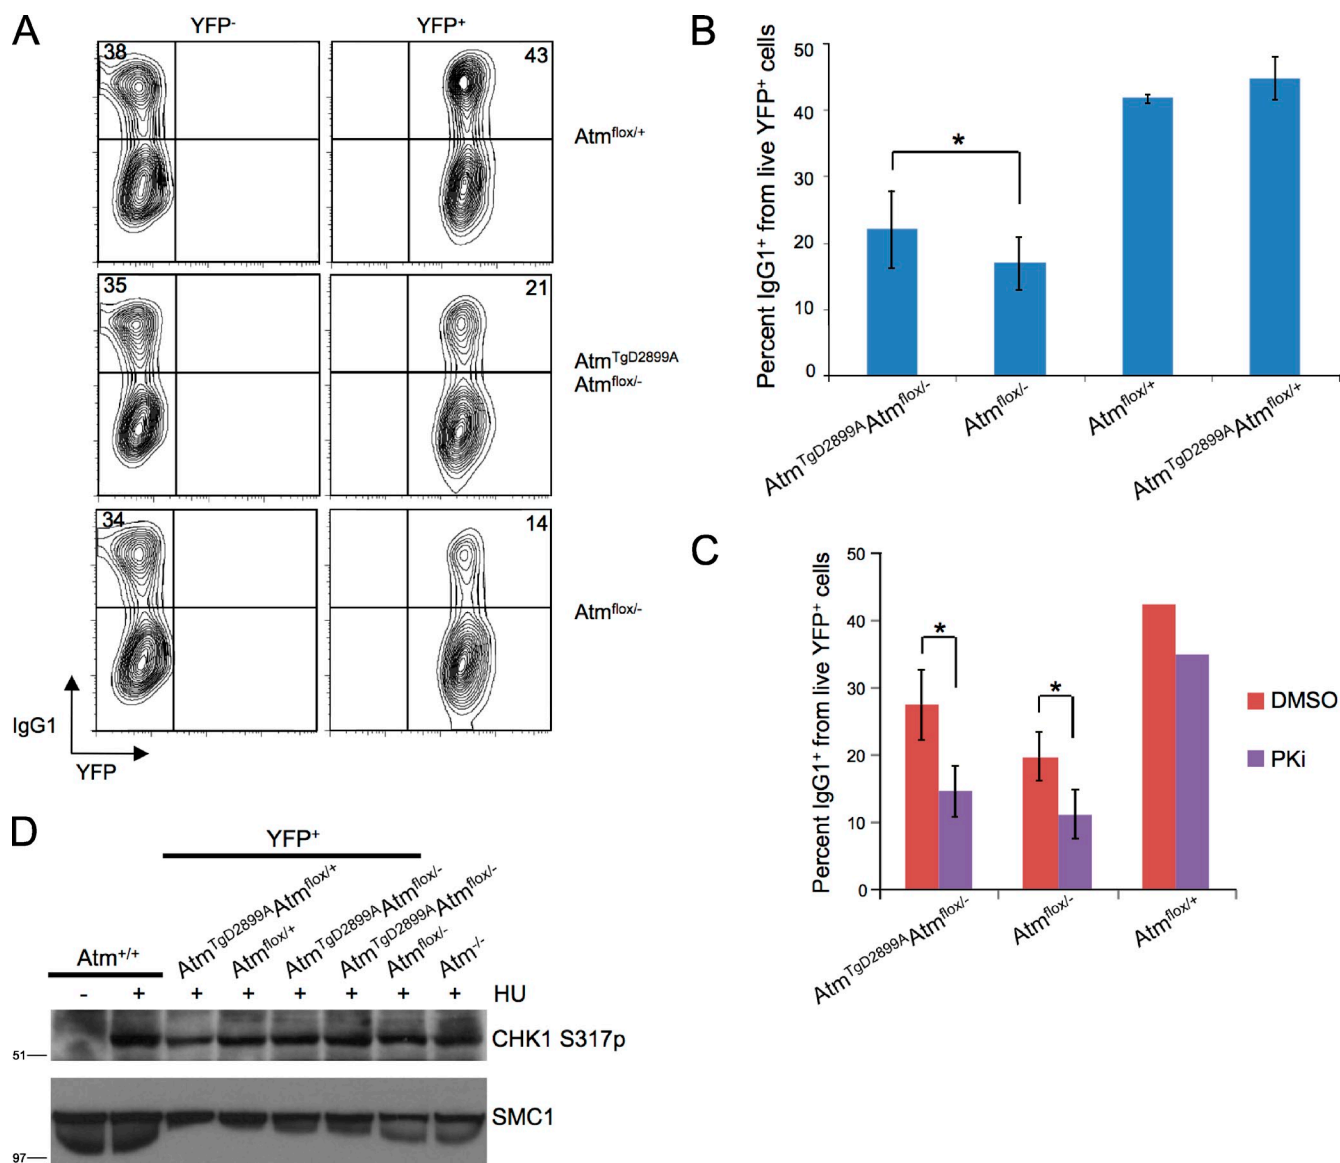 A
YFP-
YFP+
38
43
Atmflox/+
35
21
AtmTgD2899A
Atmflox/-
34
14
Atmflox/-
IgG1
YFP
B
Percent IgG1+ from live YFP+ cells
50
40
30
20
10
0
*
AtmTgD2899AAtmflox/-
Atmflox/-
Atmflox/+
AtmTgD2899AAtmflox/+
C
Percent IgG1+ from live YFP+ cells
50
40
30
20
10
0
*
*
DMSO
PKi
AtmTgD2899AAtmflox/-
Atmflox/-
Atmflox/+
D
YFP+
Atm+/+
AtmTgD2899AAtmflox/+
Atmflox/+
AtmTgD2899AAtmflox/-
AtmTgD2899AAtmflox/-
Atmflox/-
Atm-/-
- + + + + + + + HU
CHK1 S317p
51
SMC1
97